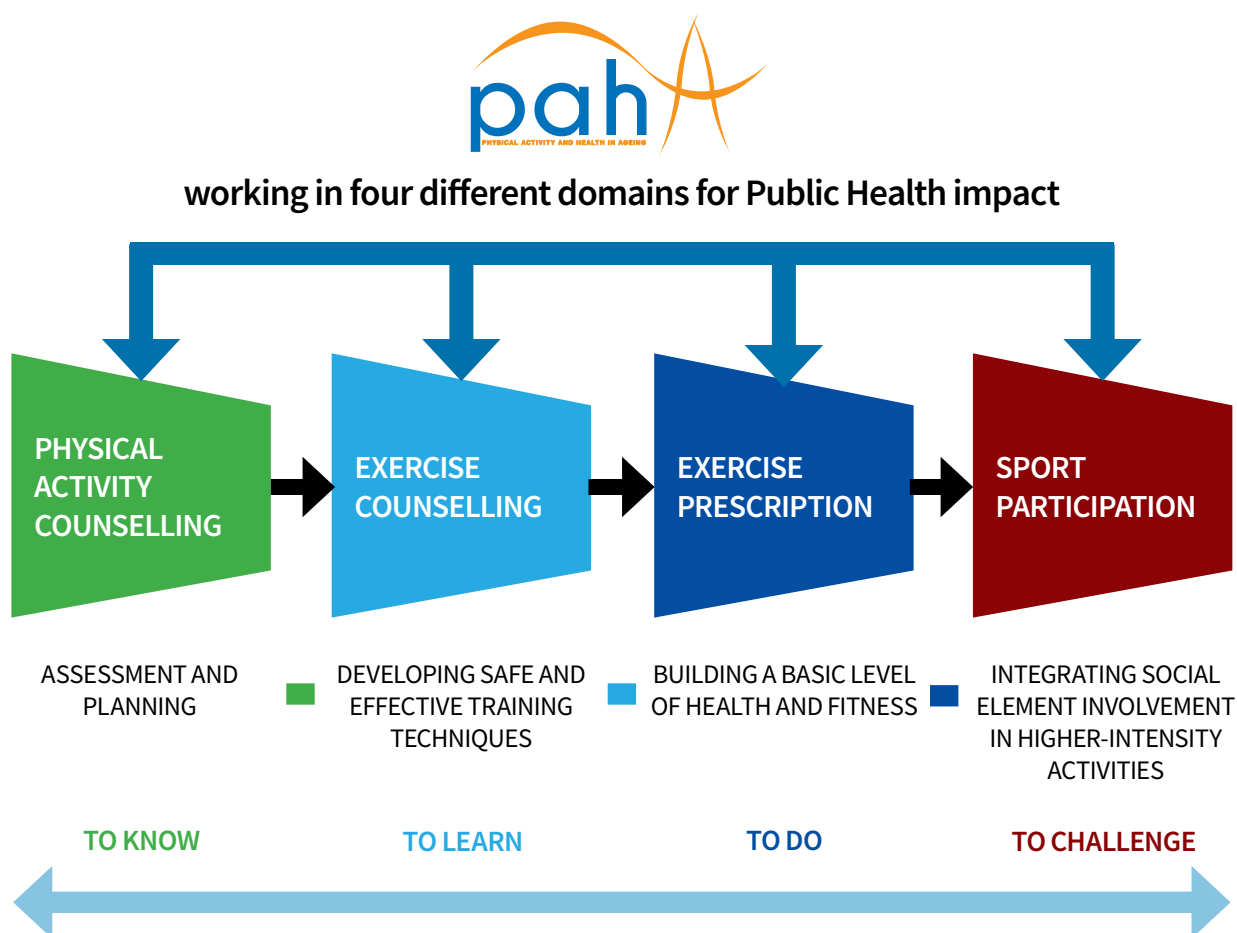 pahA
PHYSICAL ACTIVITY AND HEALTH IN AGEING
working in four different domains for Public Health impact
PHYSICAL
ACTIVITY
COUNSELLING
EXERCISE
COUNSELLING
EXERCISE
PRESCRIPTION
SPORT
PARTICIPATION
ASSESSMENT AND
PLANNING
DEVELOPING SAFE AND
EFFECTIVE TRAINING
TECHNIQUES
BUILDING A BASIC LEVEL
OF HEALTH AND FITNESS
INTEGRATING SOCIAL
ELEMENT INVOLVEMENT
IN HIGHER-INTENSITY
ACTIVITIES
TO KNOW
TO LEARN
TO DO
TO CHALLENGE